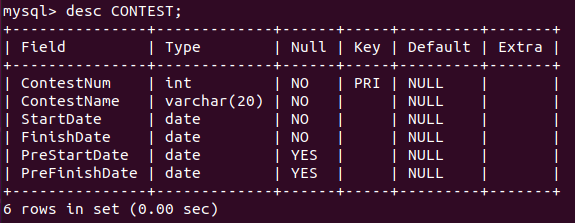 mysql> desc CONTEST;
+---------------+-------------+------+-----+---------+-------+
| Field         | Type        | Null | Key | Default | Extra |
+---------------+-------------+------+-----+---------+-------+
| ContestNum    | int         | NO   | PRI | NULL    |       |
| ContestName   | varchar(20) | NO   |     | NULL    |       |
| StartDate     | date        | NO   |     | NULL    |       |
| FinishDate    | date        | NO   |     | NULL    |       |
| PreStartDate  | date        | YES  |     | NULL    |       |
| PreFinishDate | date        | YES  |     | NULL    |       |
+---------------+-------------+------+-----+---------+-------+
6 rows in set (0.00 sec)